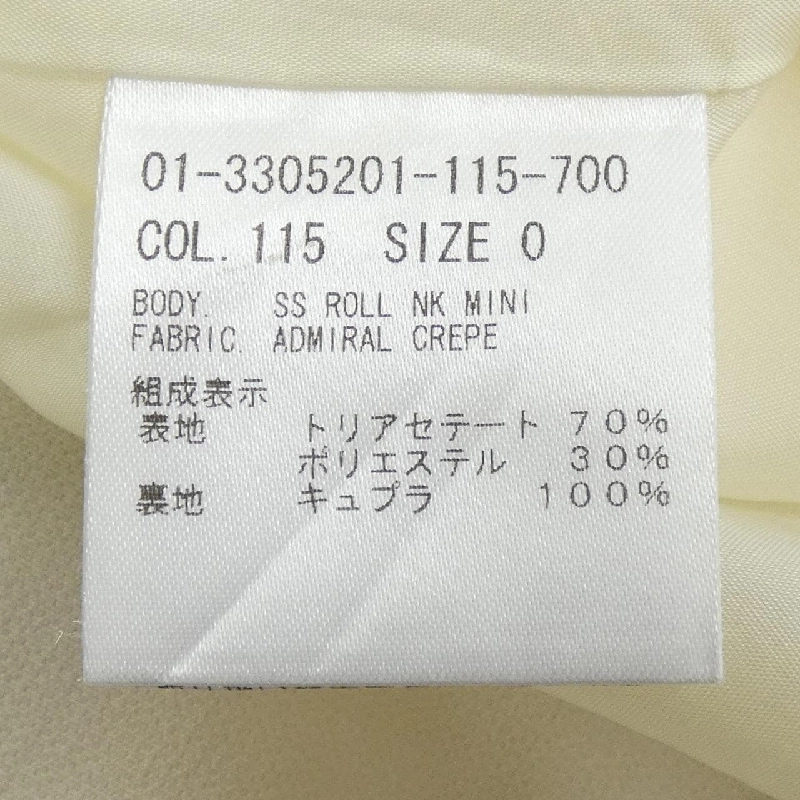 01-3305201-115-700
COL. 115 SIZE 0
BODY. SS ROLL NK MINI
FABRIC. ADMIRAL CREPE
組成表示
表地 トリアセテート 70%
ポリエステル 30%
裏地 キュプラ 100%